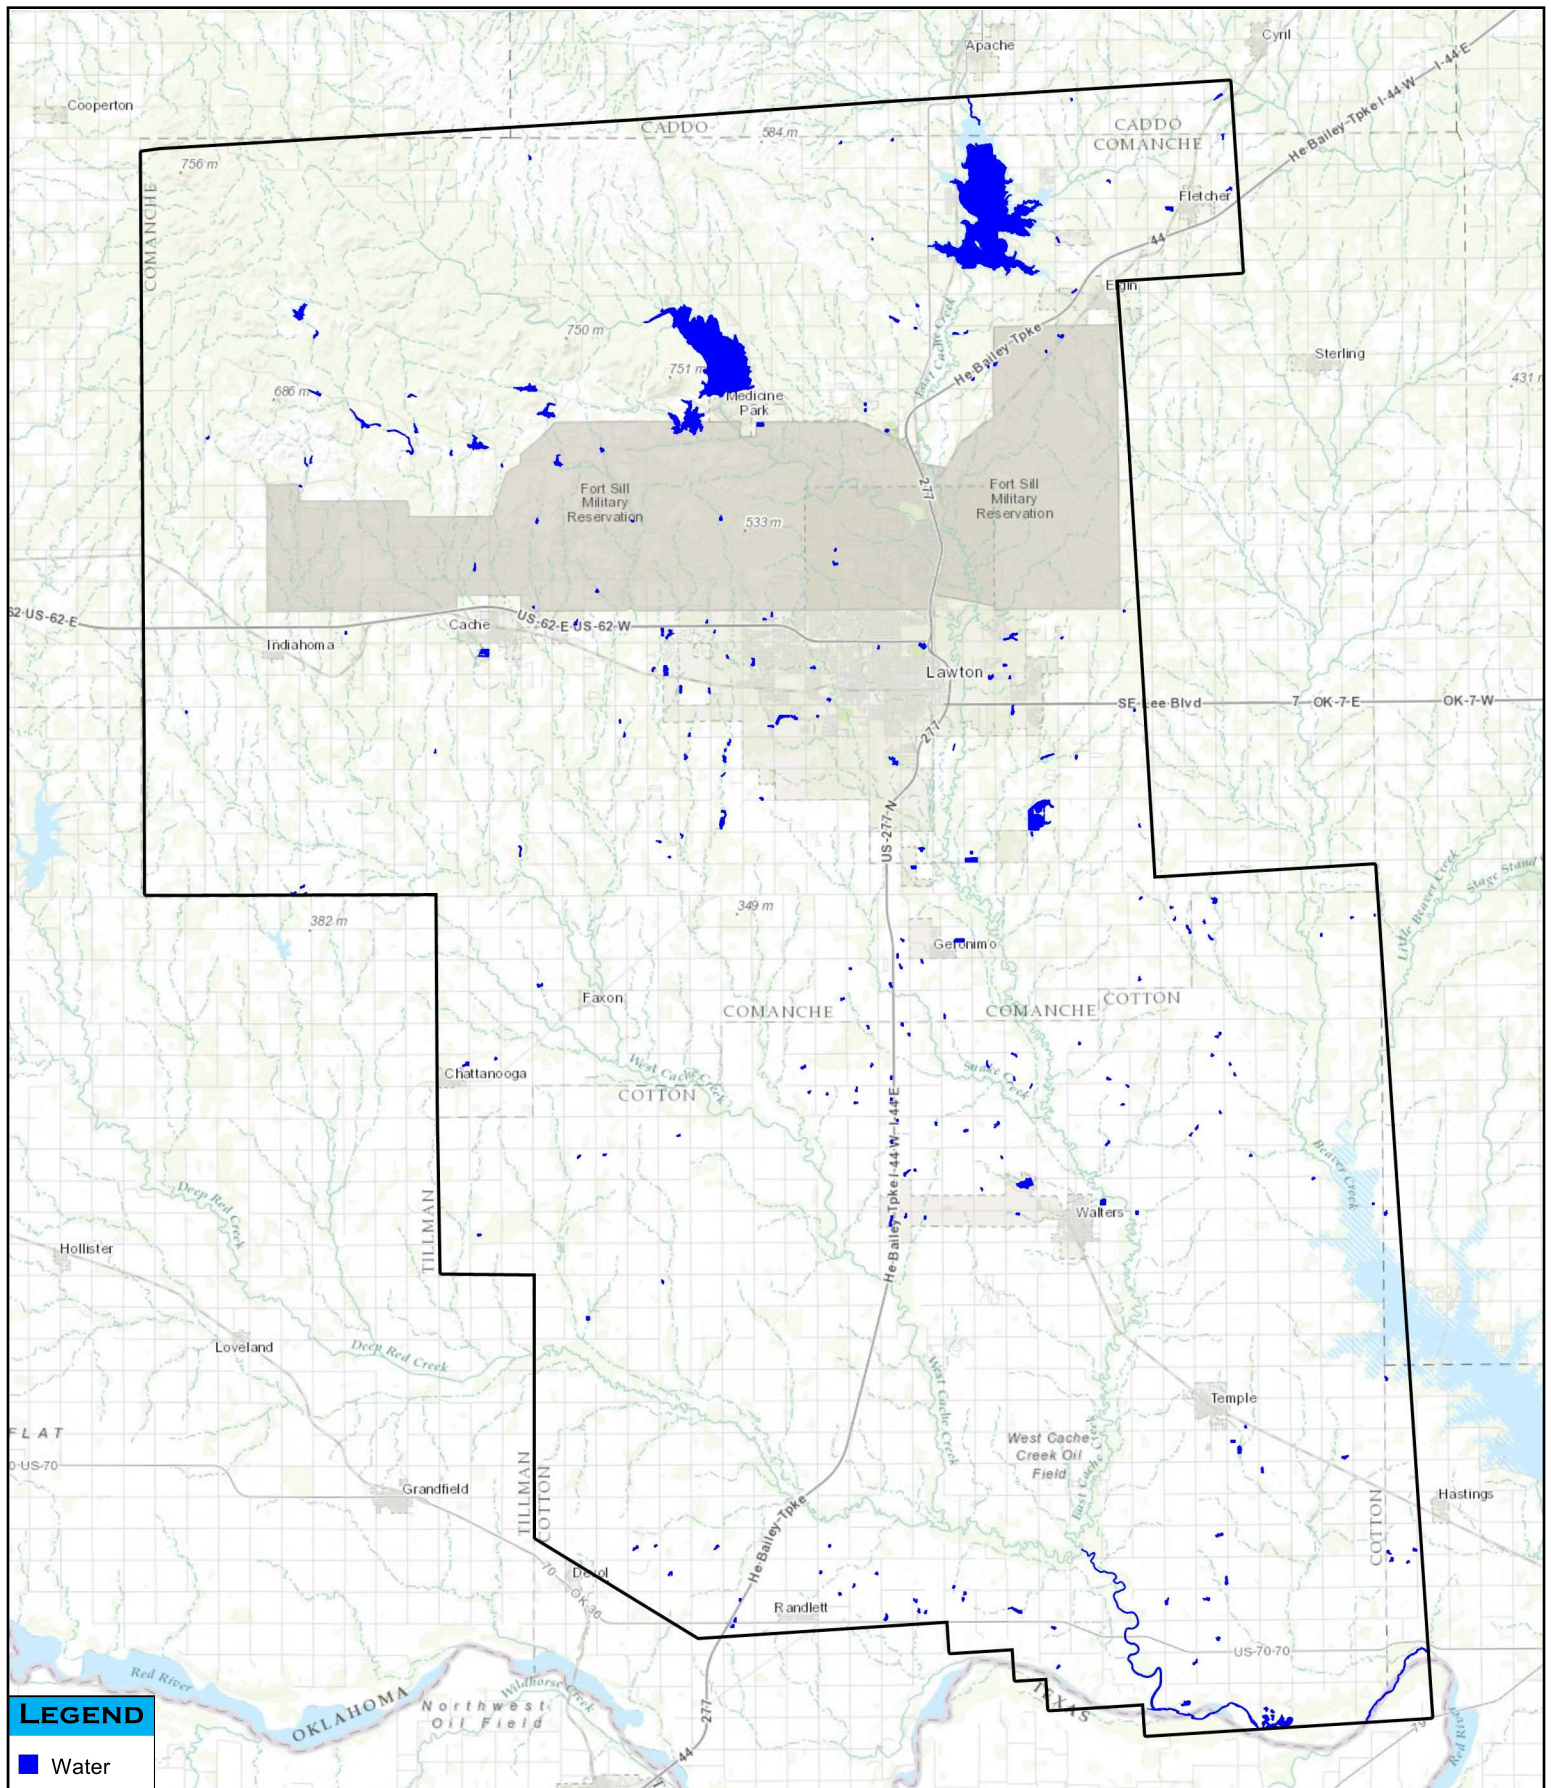 Apache
Cyril
I-44-E
Cooperton
He-Bailey-Tpke I-44-W
CADDO
584 m
CADDO
COMANCHE
756 m
COMANCHE
Fletcher
44
Elgin
East Cache Creek
750 m
He-Bailey-Tpke
Sterling
751 m
431 m
686 m
Medicine
Park
Fort Sill
Military
Reservation
277
Fort Sill
Military
Reservation
533 m
62-US-62-E
Cache
US-62-E-US-62-W
Indiahoma
Lawton
SE-Lee-Blvd
7
OK-7-E
OK-7-W
277
US-277-N
Little Beaver Creek
Stage Stand
382 m
349 m
Geronimo
Faxon
COMANCHE
COMANCHE
COTTON
Chattanooga
West Cache Creek
Snake Creek
COTTON
He-Bailey-Tpke I-44-W-I-44-E
Beaver Creek
Deep Red Creek
TILLMAN
Walters
Hollister
Loveland
Deep Red Creek
West Cache Creek
Temple
FLAT
West Cache
Creek Oil
Field
East Cache Creek
0 US-70
TILLMAN
COTTON
Grandfield
Hastings
COTTON
He-Bailey-Tpke
70
Devol
OK-36
Randlett
US-70-70
Red River
Wildhorse Creek
OKLAHOMA
Northwest
Oil Field
TEXAS
277
79
Red River
44
LEGEND
Water